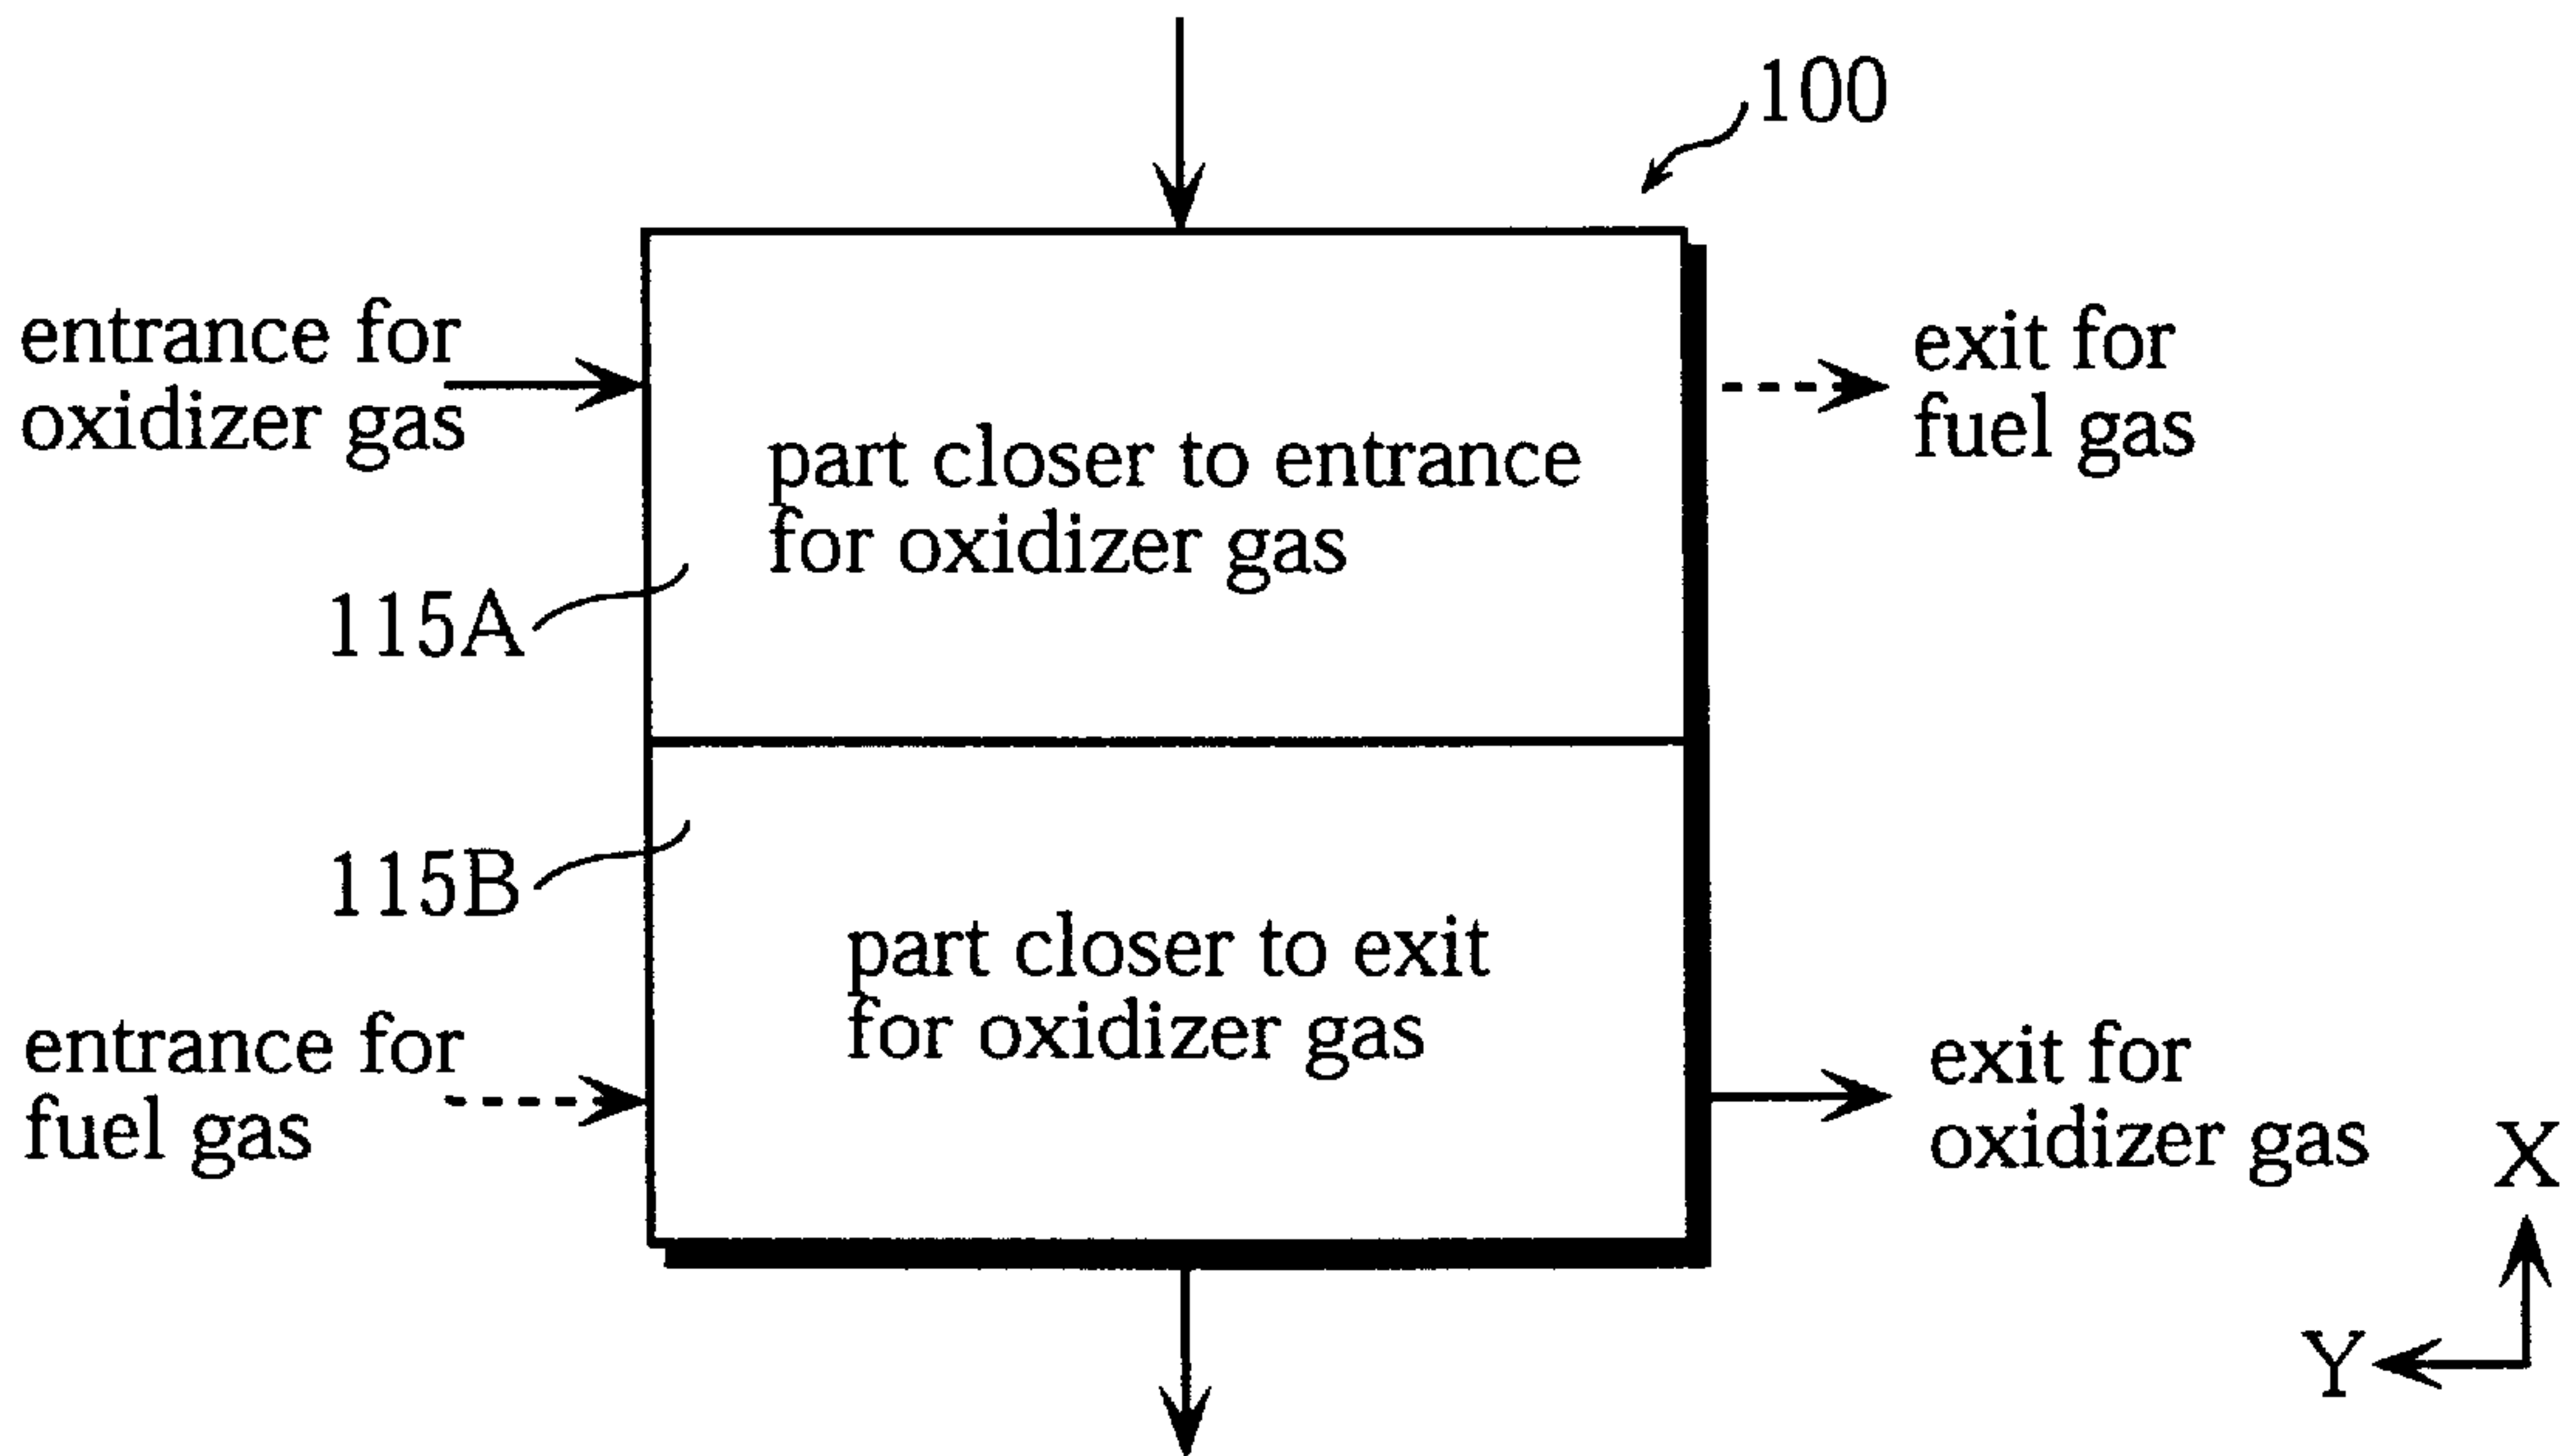 100
entrance for
oxidizer gas
exit for
fuel gas
part closer to entrance
for oxidizer gas
115A
115B
part closer to exit
for oxidizer gas
entrance for
fuel gas
exit for
oxidizer gas
X
Y